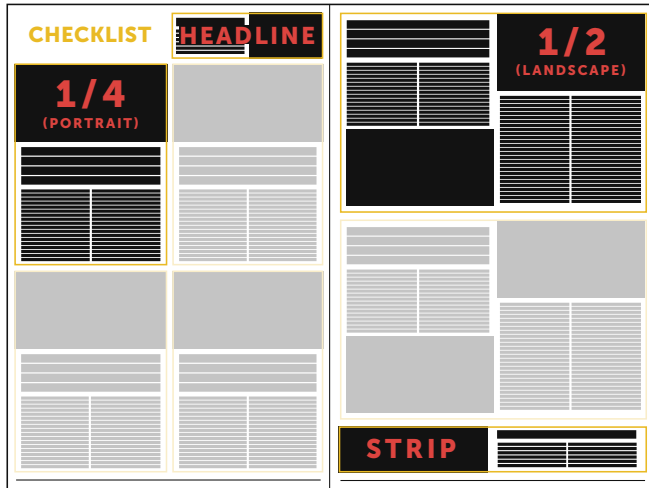 CHECKLIST
HEADLINE
1/4
(PORTRAIT)
1/2
(LANDSCAPE)
STRIP